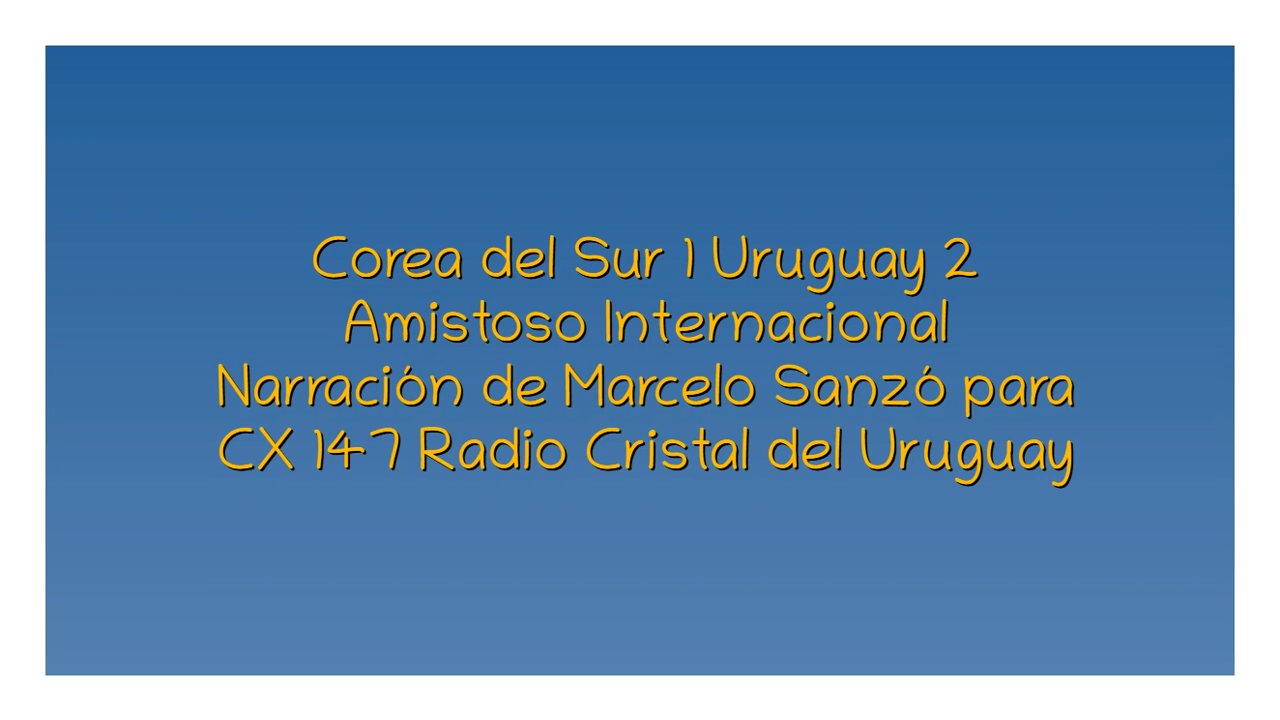 Corea del Sur 1 Uruguay 2
Amistoso Internacional
Narración de Marcelo Sanzó para
CX 147 Radio Cristal del Uruguay